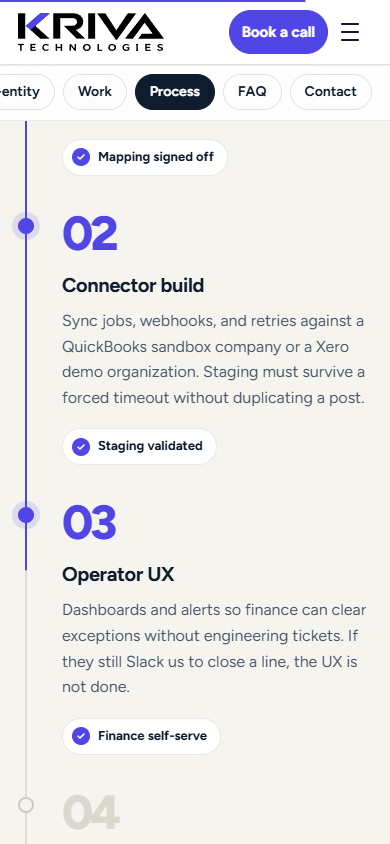 KRIVA
TECHNOLOGIES
Book a call
-entity
Work
Process
FAQ
Contact
Mapping signed off
02
Connector build
Sync jobs, webhooks, and retries against a
QuickBooks sandbox company or a Xero
demo organization. Staging must survive a
forced timeout without duplicating a post.
Staging validated
03
Operator UX
Dashboards and alerts so finance can clear
exceptions without engineering tickets. If
they still Slack us to close a line, the UX is
not done.
Finance self-serve
04